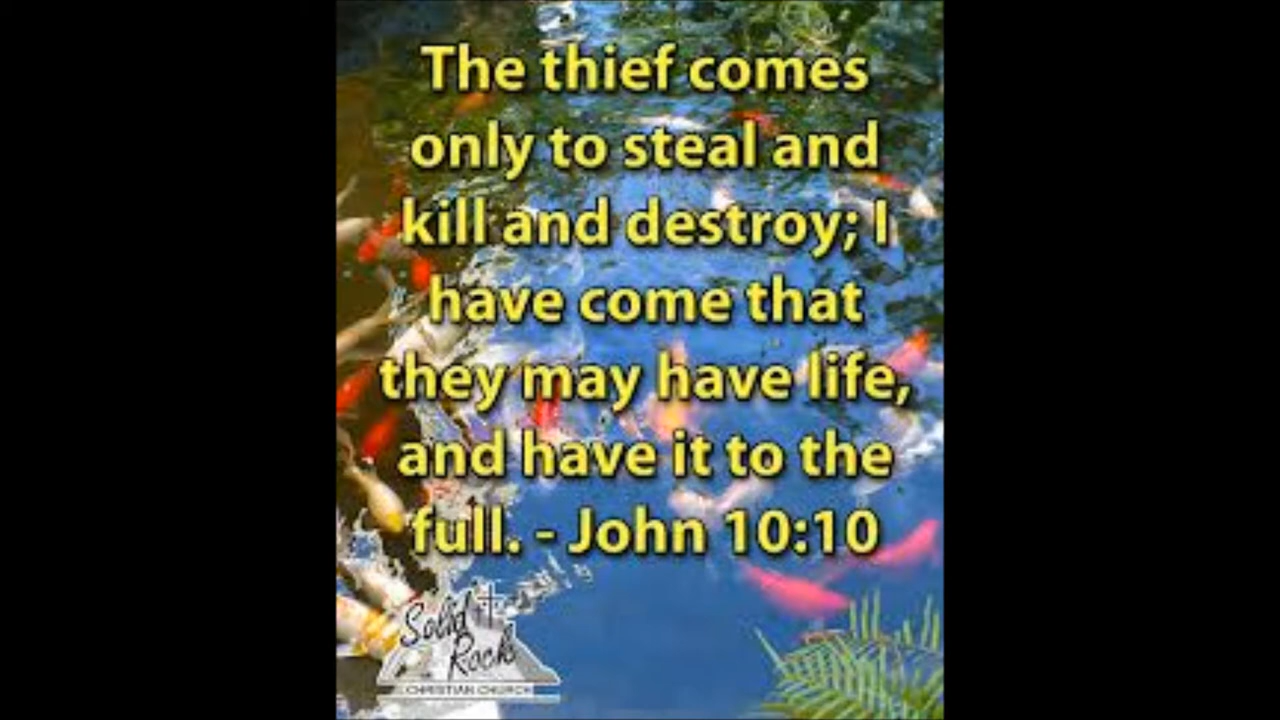 The thief comes
only to steal and
kill and destroy; I
have come that
they may have life,
and have it to the
full. - John 10:10
Solid
Rock
CHRISTIAN CHURCH